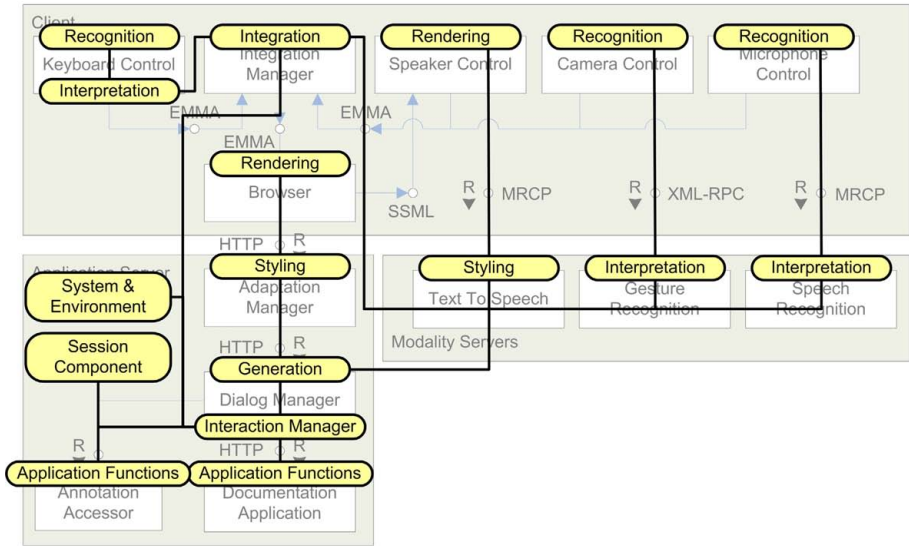 Client
Recognition
Integration
Rendering
Recognition
Recognition
Keyboard Control
Integration
Manager
Speaker Control
Camera Control
Microphone
Control
Interpretation
EMMA
EMMA
EMMA
Rendering
Browser
SSML
R
MRCP
R
XML-RPC
R
MRCP
HTTP
R
Application Server
Styling
Adaptation
Manager
Styling
Text To Speech
Interpretation
Gesture
Recognition
Interpretation
Speech
Recognition
Modality Servers
System &
Environment
Session
Component
HTTP
R
Generation
Dialog Manager
Interaction Manager
R
HTTP
R
Application Functions
Application Functions
Annotation
Accessor
Documentation
Application